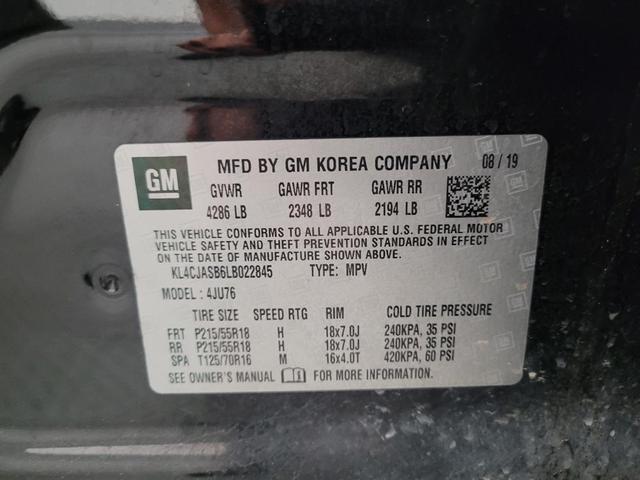 GM MFD BY GM KOREA COMPANY 08/19
GVWR GAWR FRT GAWR RR
4286 LB 2348 LB 2194 LB
THIS VEHICLE CONFORMS TO ALL APPLICABLE U.S. FEDERAL MOTOR
VEHICLE SAFETY AND THEFT PREVENTION STANDARDS IN EFFECT
ON THE DATE OF MANUFACTURE SHOWN ABOVE.
KL4CJASB6LB022845 TYPE: MPV
MODEL: 4JU76
TIRE SIZE SPEED RTG RIM COLD TIRE PRESSURE
FRT P215/55R18 H 18x7.0J 240KPA, 35 PSI
RR P215/55R18 H 18x7.0J 240KPA, 35 PSI
SPA T125/70R16 M 16x4.0T 420KPA, 60 PSI
SEE OWNER'S MANUAL FOR MORE INFORMATION.